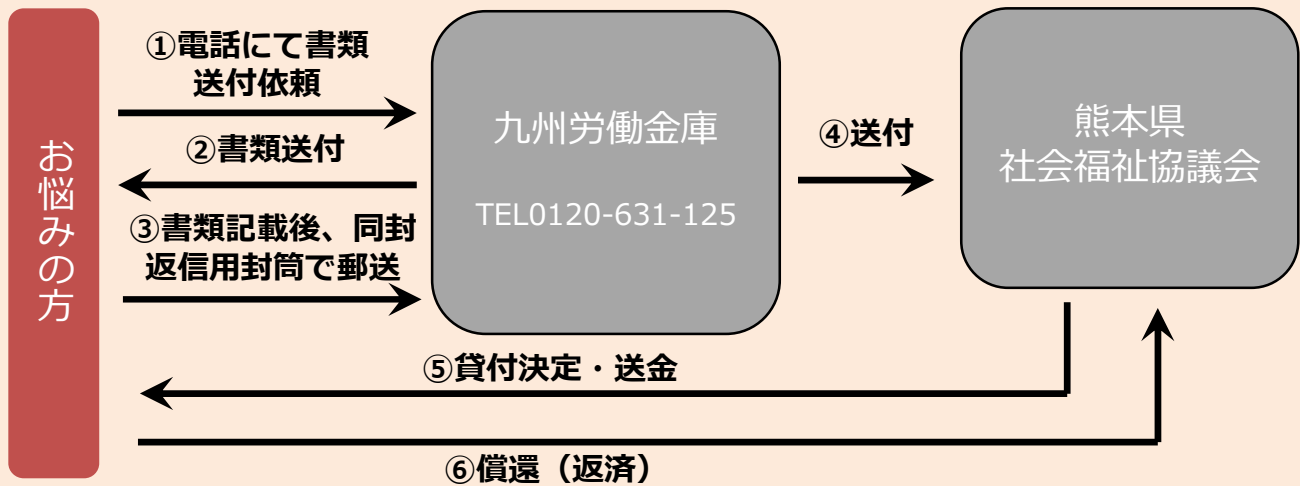 お悩みの方
①電話にて書類
送付依頼
②書類送付
③書類記載後、同封
返信用封筒で郵送
九州労働金庫
TEL0120-631-125
④送付
熊本県
社会福祉協議会
⑤貸付決定・送金
⑥償還（返済）